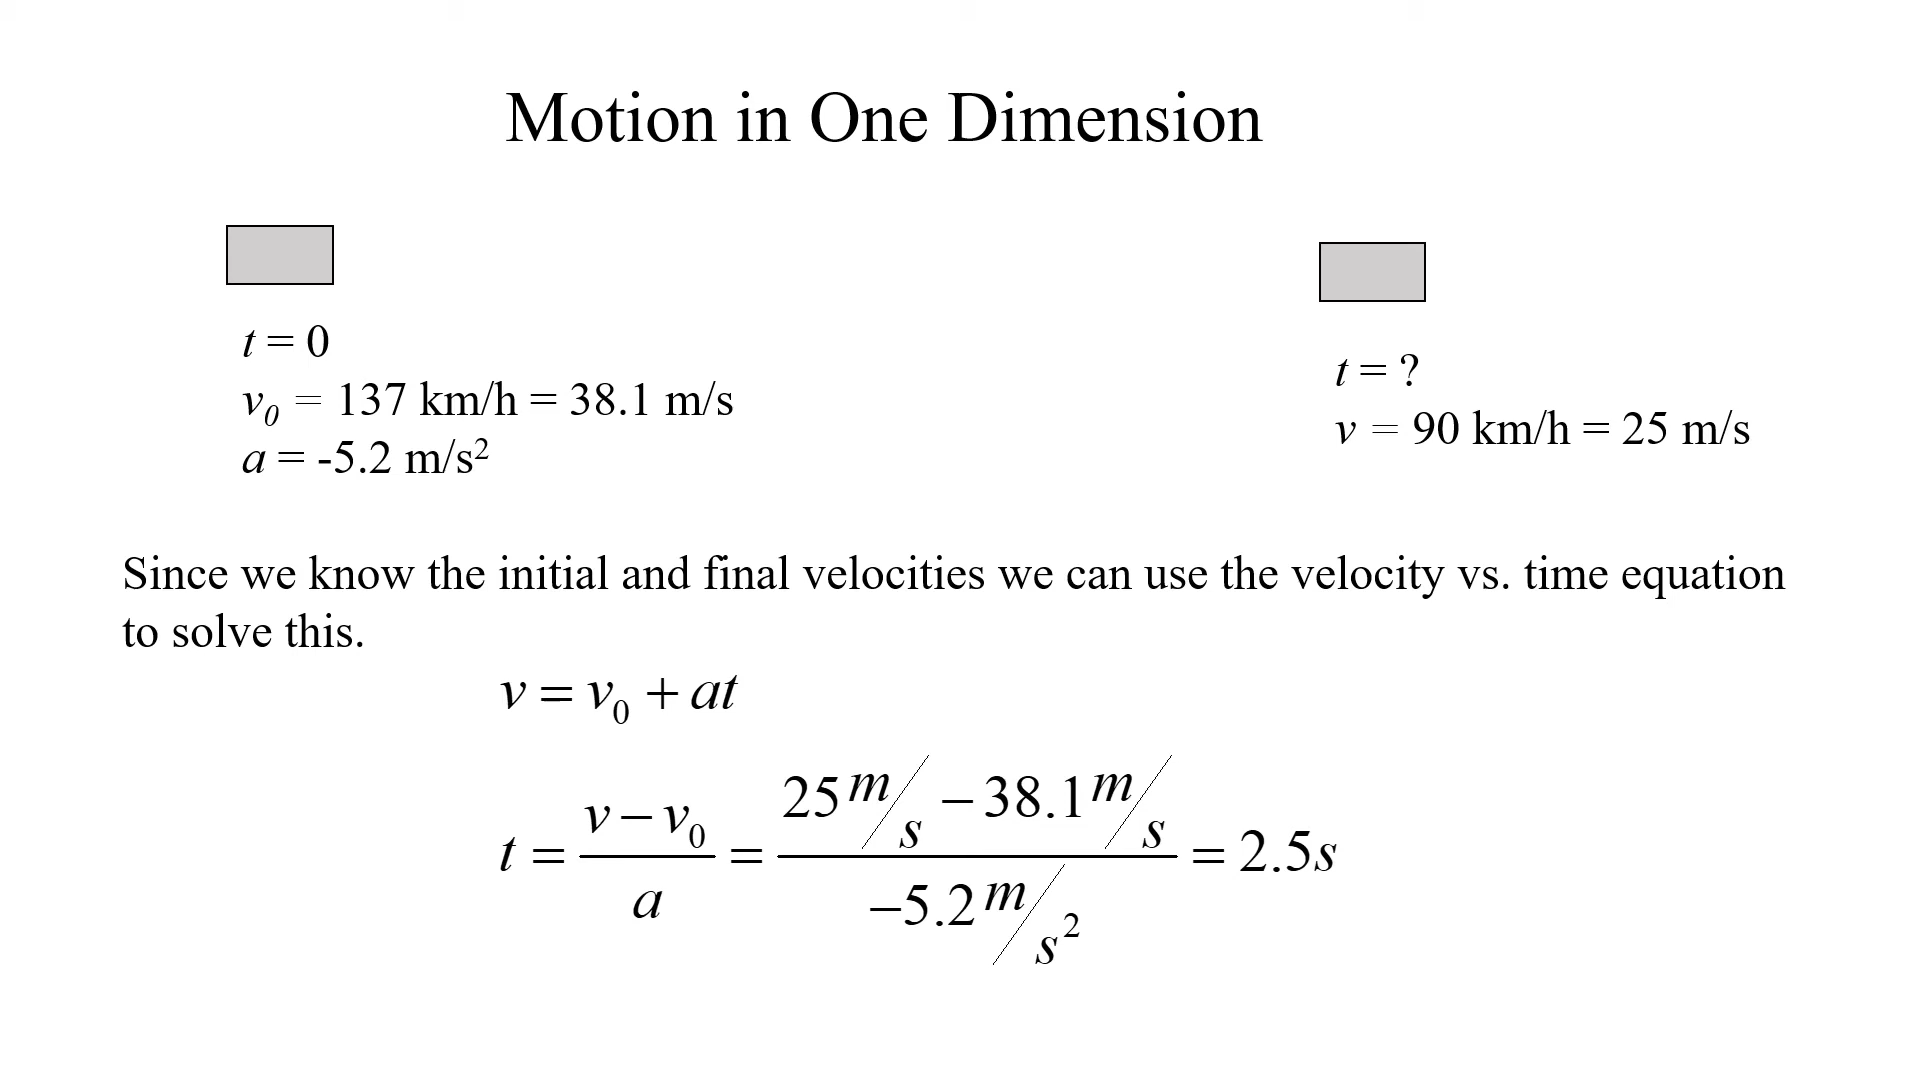 Motion in One Dimension
t = 0
v₀ = 137 km/h = 38.1 m/s
a = -5.2 m/s²
t = ?
v = 90 km/h = 25 m/s
Since we know the initial and final velocities we can use the velocity vs. time equation
to solve this.
v = v₀ + at
t = (v − v₀)/a = (25 m/s − 38.1 m/s)/(−5.2 m/s²) = 2.5s